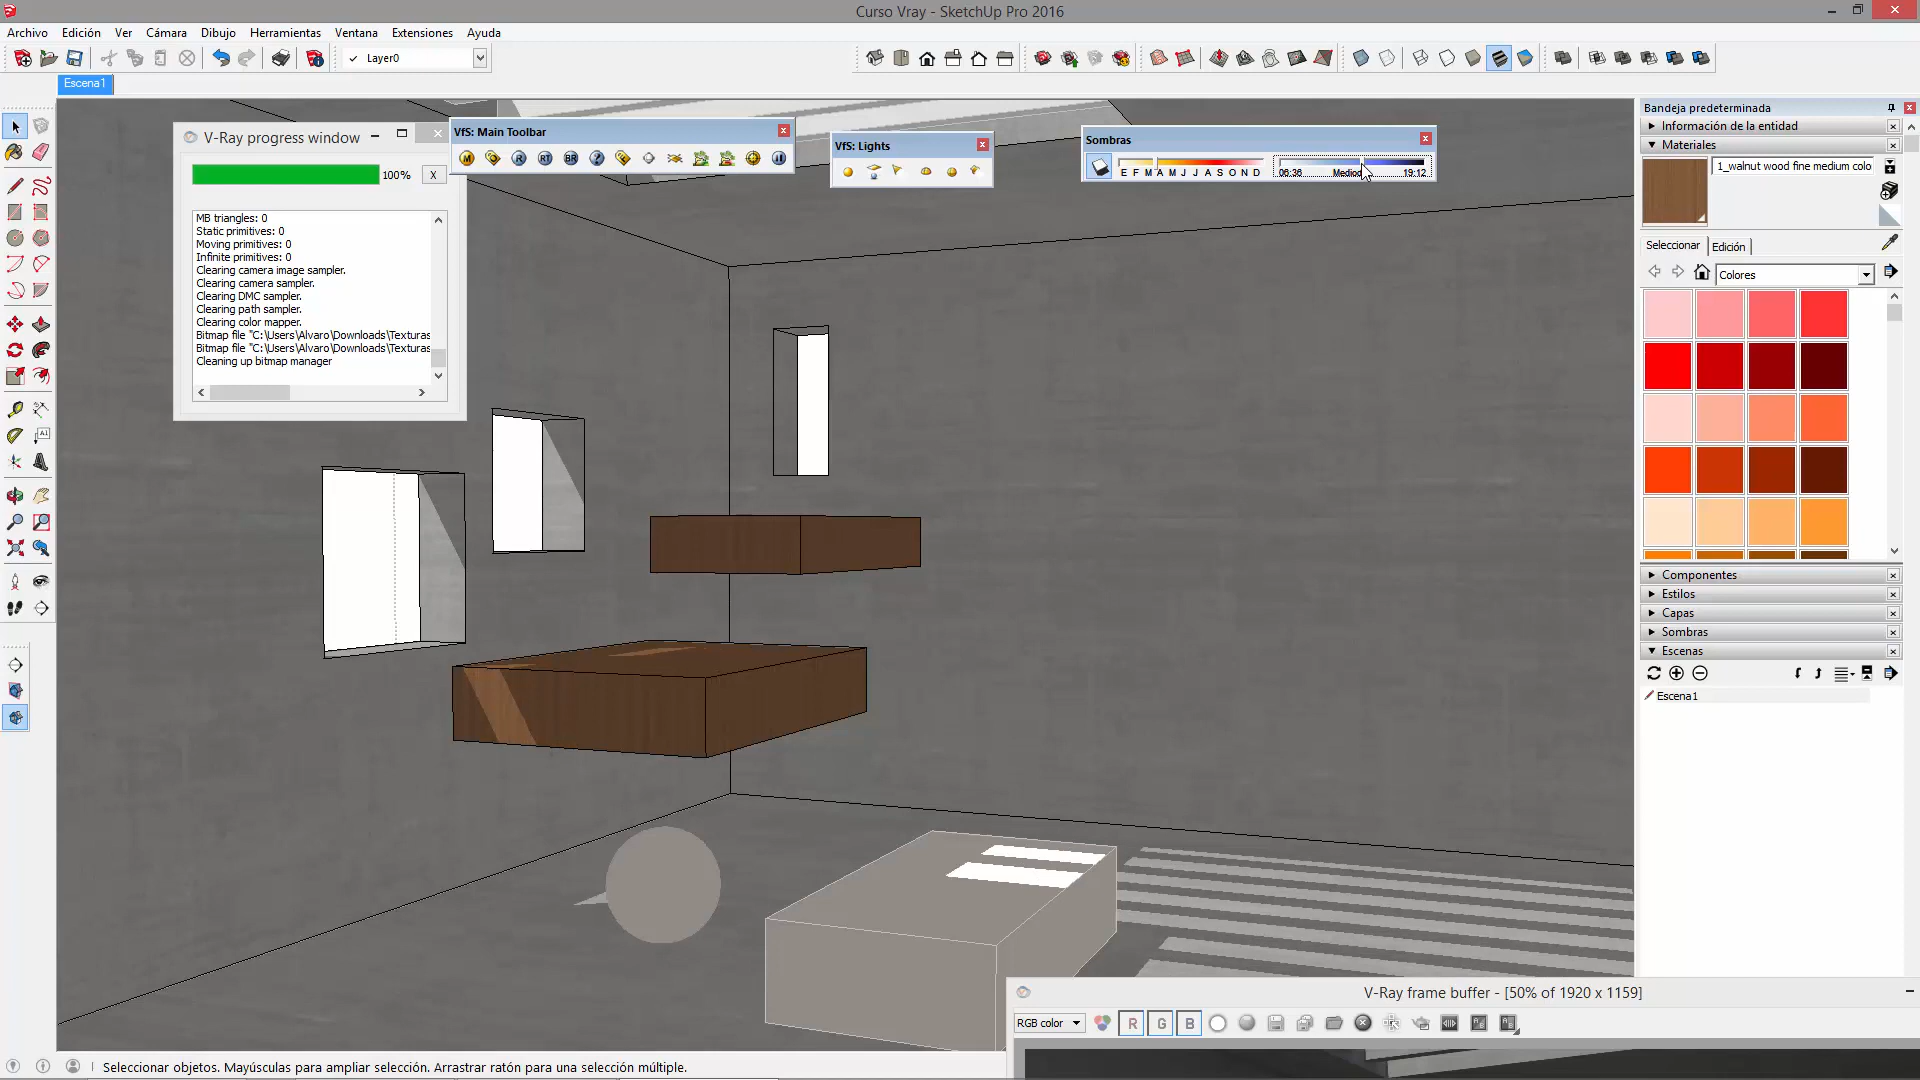 Curso Vray - SketchUp Pro 2016
Archivo Edición Ver Cámara Dibujo Herramientas Ventana Extensiones Ayuda
Layer0
Escena1
V-Ray progress window
100%
X
MB triangles: 0
Static primitives: 0
Moving primitives: 0
Infinite primitives: 0
Clearing camera image sampler.
Clearing camera sampler.
Clearing DMC sampler.
Clearing path sampler.
Clearing color mapper.
Bitmap file "C:\Users\Alvaro\Downloads\Texturas
Bitmap file "C:\Users\Alvaro\Downloads\Texturas
Cleaning up bitmap manager
VfS: Main Toolbar
M R RT BR ?
VfS: Lights
Sombras
E F M A M J J A S O N D
06:36 19:12
Bandeja predeterminada
Información de la entidad
Materiales
1_walnut wood fine medium colo
Seleccionar Edición
Colores
Componentes
Estilos
Capas
Sombras
Escenas
Escena1
V-Ray frame buffer - [50% of 1920 x 1159]
RGB color R G B
Seleccionar objetos. Mayúsculas para ampliar selección. Arrastrar ratón para una selección múltiple.